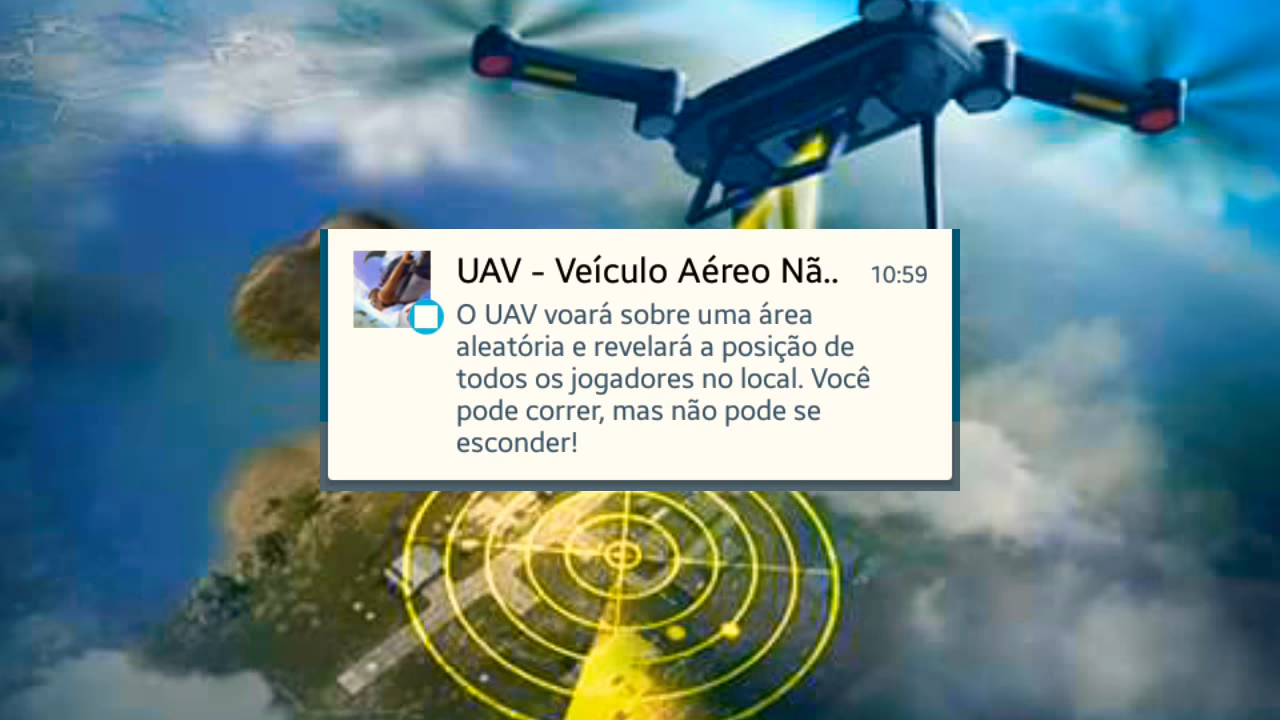 UAV - Veículo Aéreo Nã..
10:59
O UAV voará sobre uma área
aleatória e revelará a posição de
todos os jogadores no local. Você
pode correr, mas não pode se
esconder!